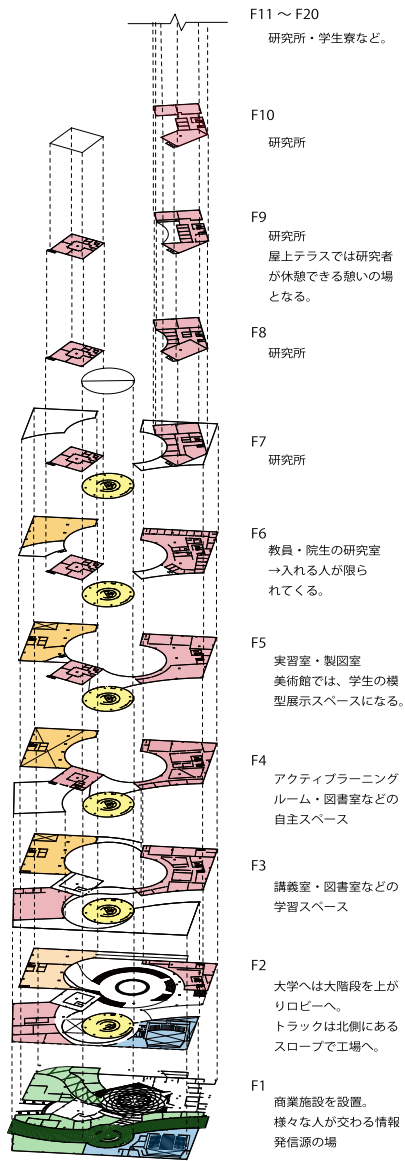 F11 ～ F20
研究所・学生寮など。
F10
研究所
F9
研究所
屋上テラスでは研究者
が休憩できる憩いの場
となる。
F8
研究所
F7
研究所
F6
教員・院生の研究室
→入れる人が限ら
れてくる。
F5
実習室・製図室
美術館では、学生の模
型展示スペースになる。
F4
アクティブラーニング
ルーム・図書室などの
自主スペース
F3
講義室・図書室などの
学習スペース
F2
大学へは大階段を上が
りロビーへ。
トラックは北側にある
スロープで工場へ。
F1
商業施設を設置。
様々な人が交わる情報
発信源の場